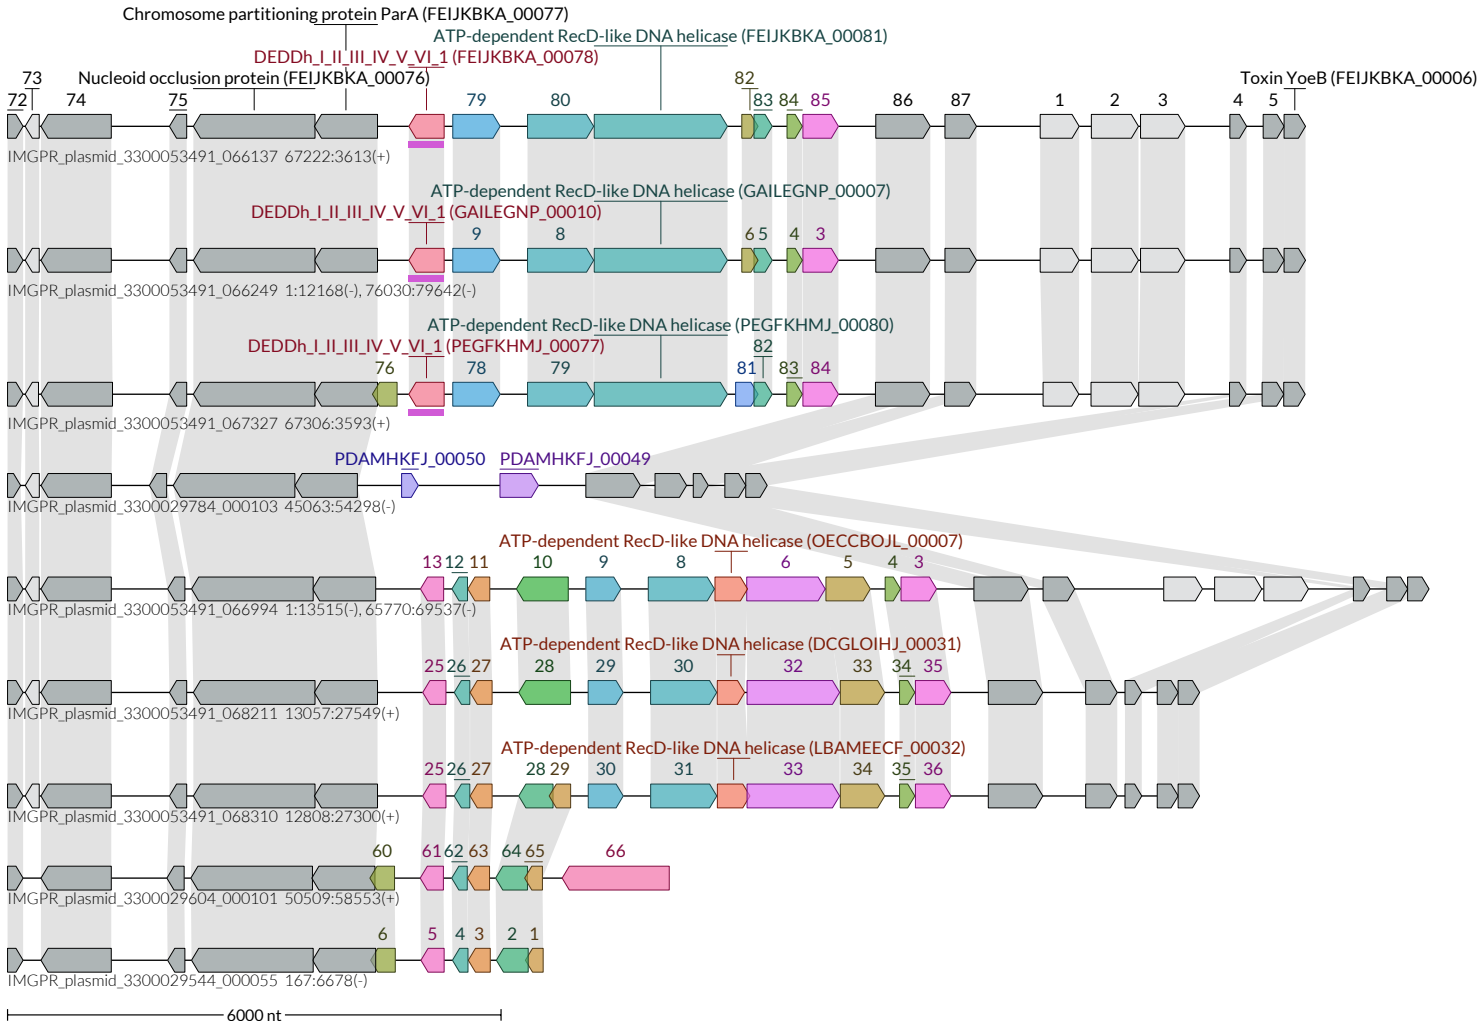 Chromosome partitioning protein ParA (FEIJKBKA_00077)
ATP-dependent RecD-like DNA helicase (FEIJKBKA_00081)
DEDDh_I_II_III_IV_V_VI_1 (FEIJKBKA_00078)
73 Nucleoid occlusion protein (FEIJKBKA_00076) 82 Toxin YoeB (FEIJKBKA_00006)
72 74 75 79 80 83 84 85 86 87 1 2 3 4 5
IMGPR_plasmid_3300053491_066137 67222:3613(+)
ATP-dependent RecD-like DNA helicase (GAILEGNP_00007)
DEDDh_I_II_III_IV_V_VI_1 (GAILEGNP_00010)
9 8 6 5 4 3
IMGPR_plasmid_3300053491_066249 1:12168(-), 76030:79642(-)
ATP-dependent RecD-like DNA helicase (PEGFKHMJ_00080)
DEDDh_I_II_III_IV_V_VI_1 (PEGFKHMJ_00077) 82
76 78 79 81 83 84
IMGPR_plasmid_3300053491_067327 67306:3593(+)
PDAMHKFJ_00050 PDAMHKFJ_00049
IMGPR_plasmid_3300029784_000103 45063:54298(-)
ATP-dependent RecD-like DNA helicase (OECCBOJL_00007)
13 12 11 10 9 8 6 5 4 3
IMGPR_plasmid_3300053491_066994 1:13515(-), 65770:69537(-)
ATP-dependent RecD-like DNA helicase (DCGLOIHJ_00031)
25 26 27 28 29 30 32 33 34 35
IMGPR_plasmid_3300053491_068211 13057:27549(+)
ATP-dependent RecD-like DNA helicase (LBAMEECF_00032)
25 26 27 28 29 30 31 33 34 35 36
IMGPR_plasmid_3300053491_068310 12808:27300(+)
60 61 62 63 64 65 66
IMGPR_plasmid_3300029604_000101 50509:58553(+)
6 5 4 3 2 1
IMGPR_plasmid_3300029544_000055 167:6678(-)
6000 nt